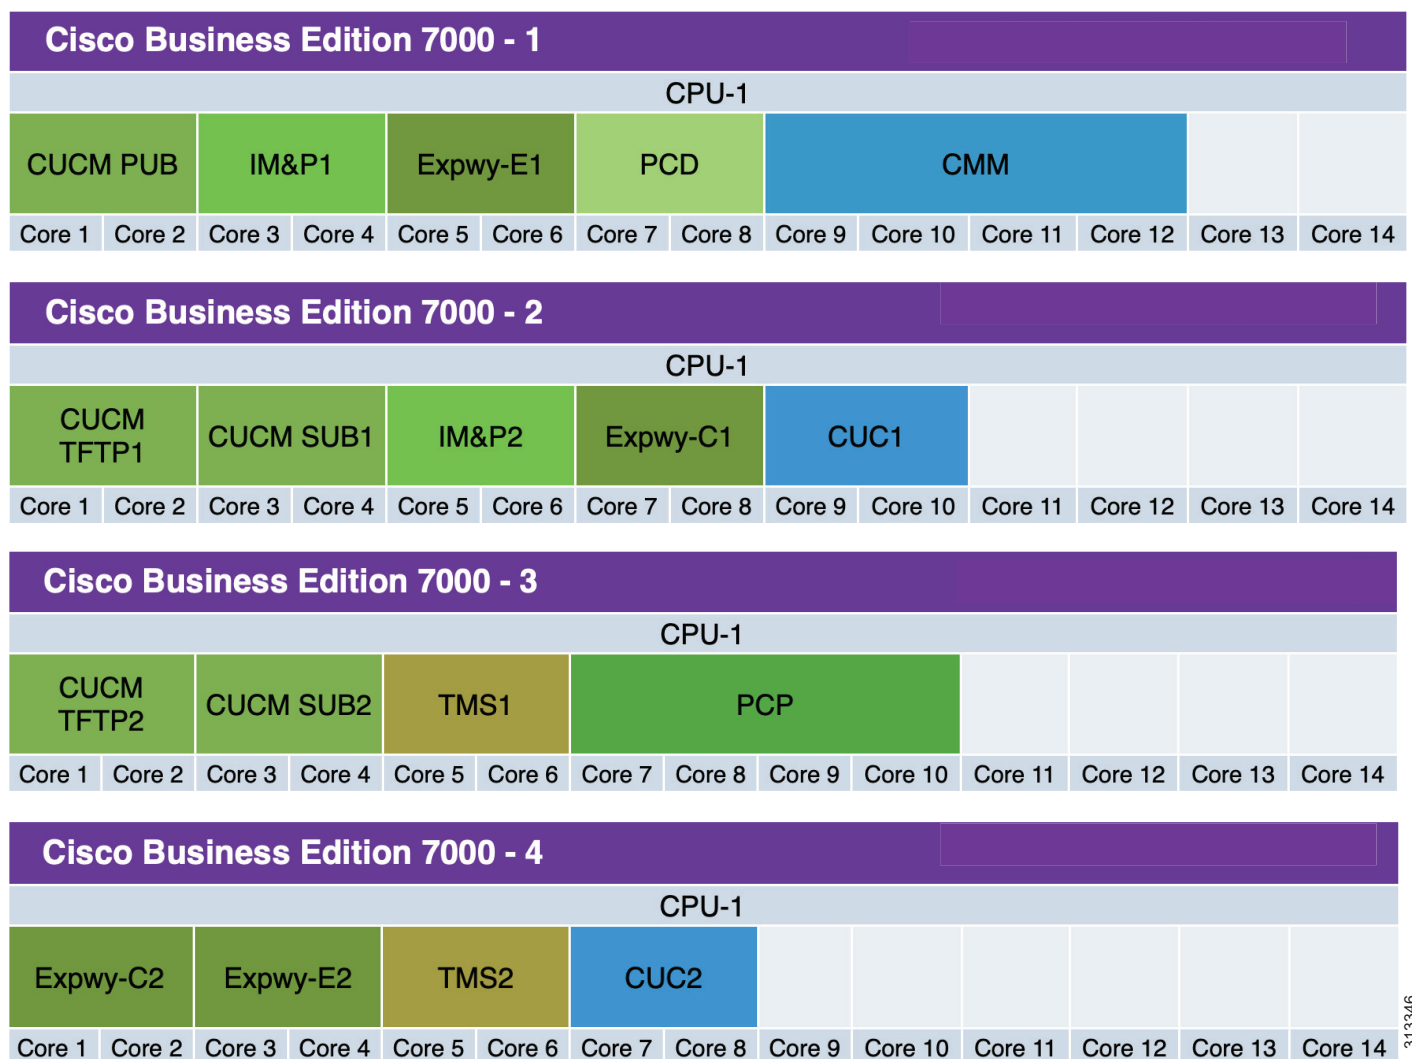 Cisco Business Edition 7000 - 1
CPU-1
CUCM PUB IM&P1 Expwy-E1 PCD CMM
Core 1 Core 2 Core 3 Core 4 Core 5 Core 6 Core 7 Core 8 Core 9 Core 10 Core 11 Core 12 Core 13 Core 14
Cisco Business Edition 7000 - 2
CPU-1
CUCM
TFTP1
CUCM SUB1 IM&P2 Expwy-C1 CUC1
Core 1 Core 2 Core 3 Core 4 Core 5 Core 6 Core 7 Core 8 Core 9 Core 10 Core 11 Core 12 Core 13 Core 14
Cisco Business Edition 7000 - 3
CPU-1
CUCM
TFTP2
CUCM SUB2 TMS1 PCP
Core 1 Core 2 Core 3 Core 4 Core 5 Core 6 Core 7 Core 8 Core 9 Core 10 Core 11 Core 12 Core 13 Core 14
Cisco Business Edition 7000 - 4
CPU-1
Expwy-C2 Expwy-E2 TMS2 CUC2
Core 1 Core 2 Core 3 Core 4 Core 5 Core 6 Core 7 Core 8 Core 9 Core 10 Core 11 Core 12 Core 13 Core 14
313346